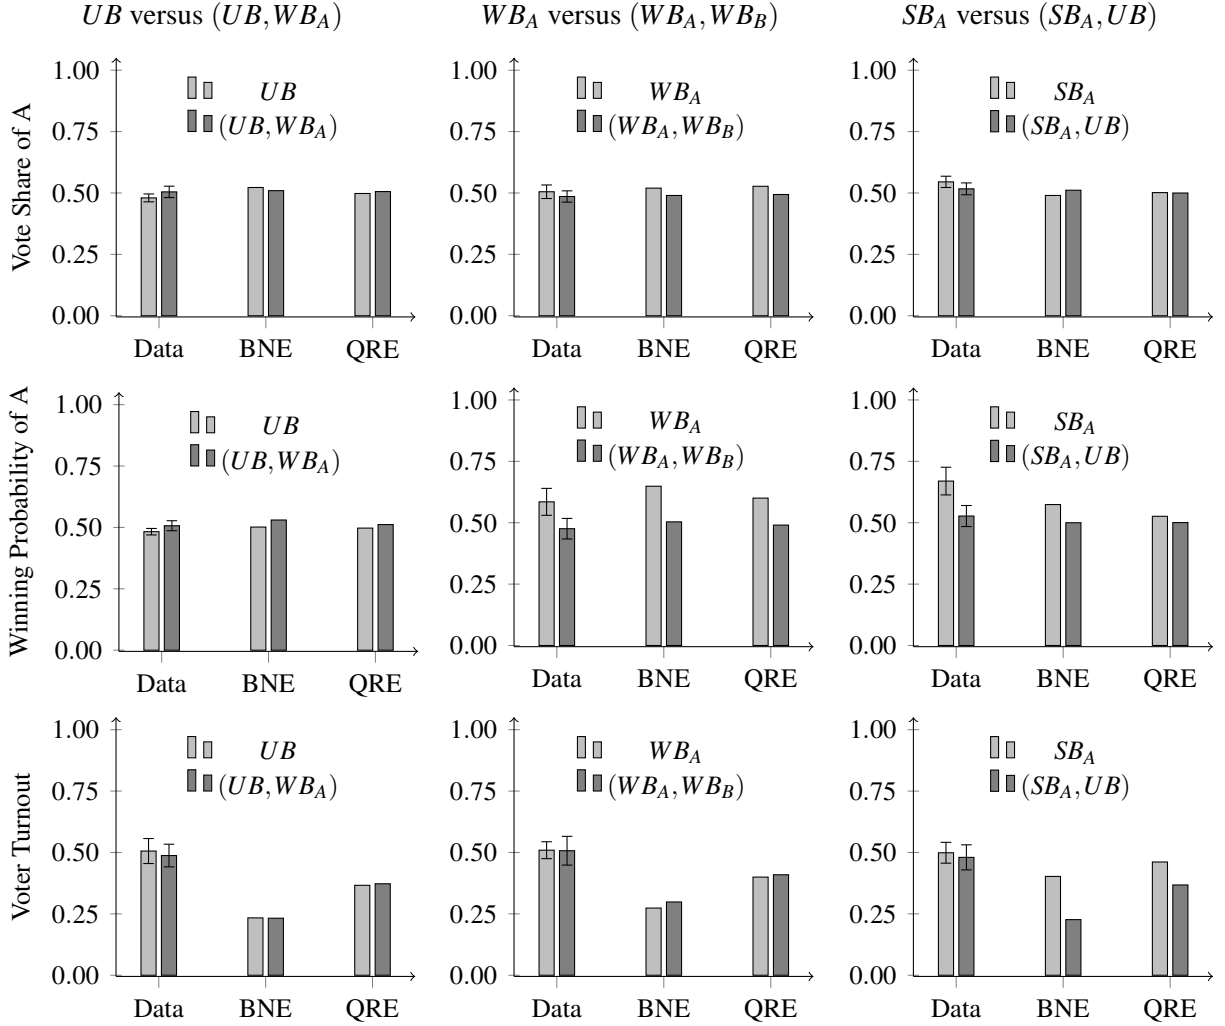 UB versus (UB, WB_A)
WB_A versus (WB_A, WB_B)
SB_A versus (SB_A, UB)
Vote Share of A
1.00
0.75
0.50
0.25
0.00
UB
(UB, WB_A)
Data BNE QRE
1.00
0.75
0.50
0.25
0.00
WB_A
(WB_A, WB_B)
Data BNE QRE
1.00
0.75
0.50
0.25
0.00
SB_A
(SB_A, UB)
Data BNE QRE
Winning Probability of A
1.00
0.75
0.50
0.25
0.00
UB
(UB, WB_A)
Data BNE QRE
1.00
0.75
0.50
0.25
0.00
WB_A
(WB_A, WB_B)
Data BNE QRE
1.00
0.75
0.50
0.25
0.00
SB_A
(SB_A, UB)
Data BNE QRE
Voter Turnout
1.00
0.75
0.50
0.25
0.00
UB
(UB, WB_A)
Data BNE QRE
1.00
0.75
0.50
0.25
0.00
WB_A
(WB_A, WB_B)
Data BNE QRE
1.00
0.75
0.50
0.25
0.00
SB_A
(SB_A, UB)
Data BNE QRE